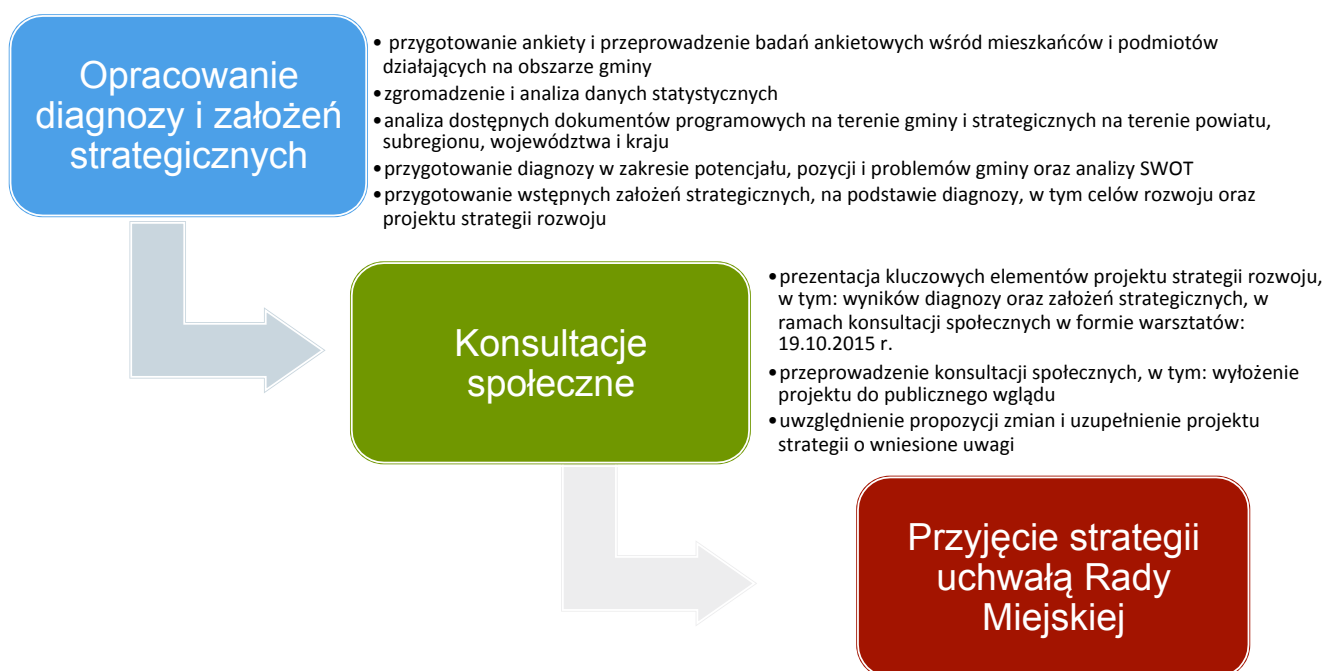 Opracowanie
diagnozy i założeń
strategicznych
• przygotowanie ankiety i przeprowadzenie badań ankietowych wśród mieszkańców i podmiotów
działających na obszarze gminy
•zgromadzenie i analiza danych statystycznych
•analiza dostępnych dokumentów programowych na terenie gminy i strategicznych na terenie powiatu,
subregionu, województwa i kraju
•przygotowanie diagnozy w zakresie potencjału, pozycji i problemów gminy oraz analizy SWOT
•przygotowanie wstępnych założeń strategicznych, na podstawie diagnozy, w tym celów rozwoju oraz
projektu strategii rozwoju
Konsultacje
społeczne
•prezentacja kluczowych elementów projektu strategii rozwoju,
w tym: wyników diagnozy oraz założeń strategicznych, w
ramach konsultacji społecznych w formie warsztatów:
19.10.2015 r.
•przeprowadzenie konsultacji społecznych, w tym: wyłożenie
projektu do publicznego wglądu
•uwzględnienie propozycji zmian i uzupełnienie projektu
strategii o wniesione uwagi
Przyjęcie strategii
uchwałą Rady
Miejskiej